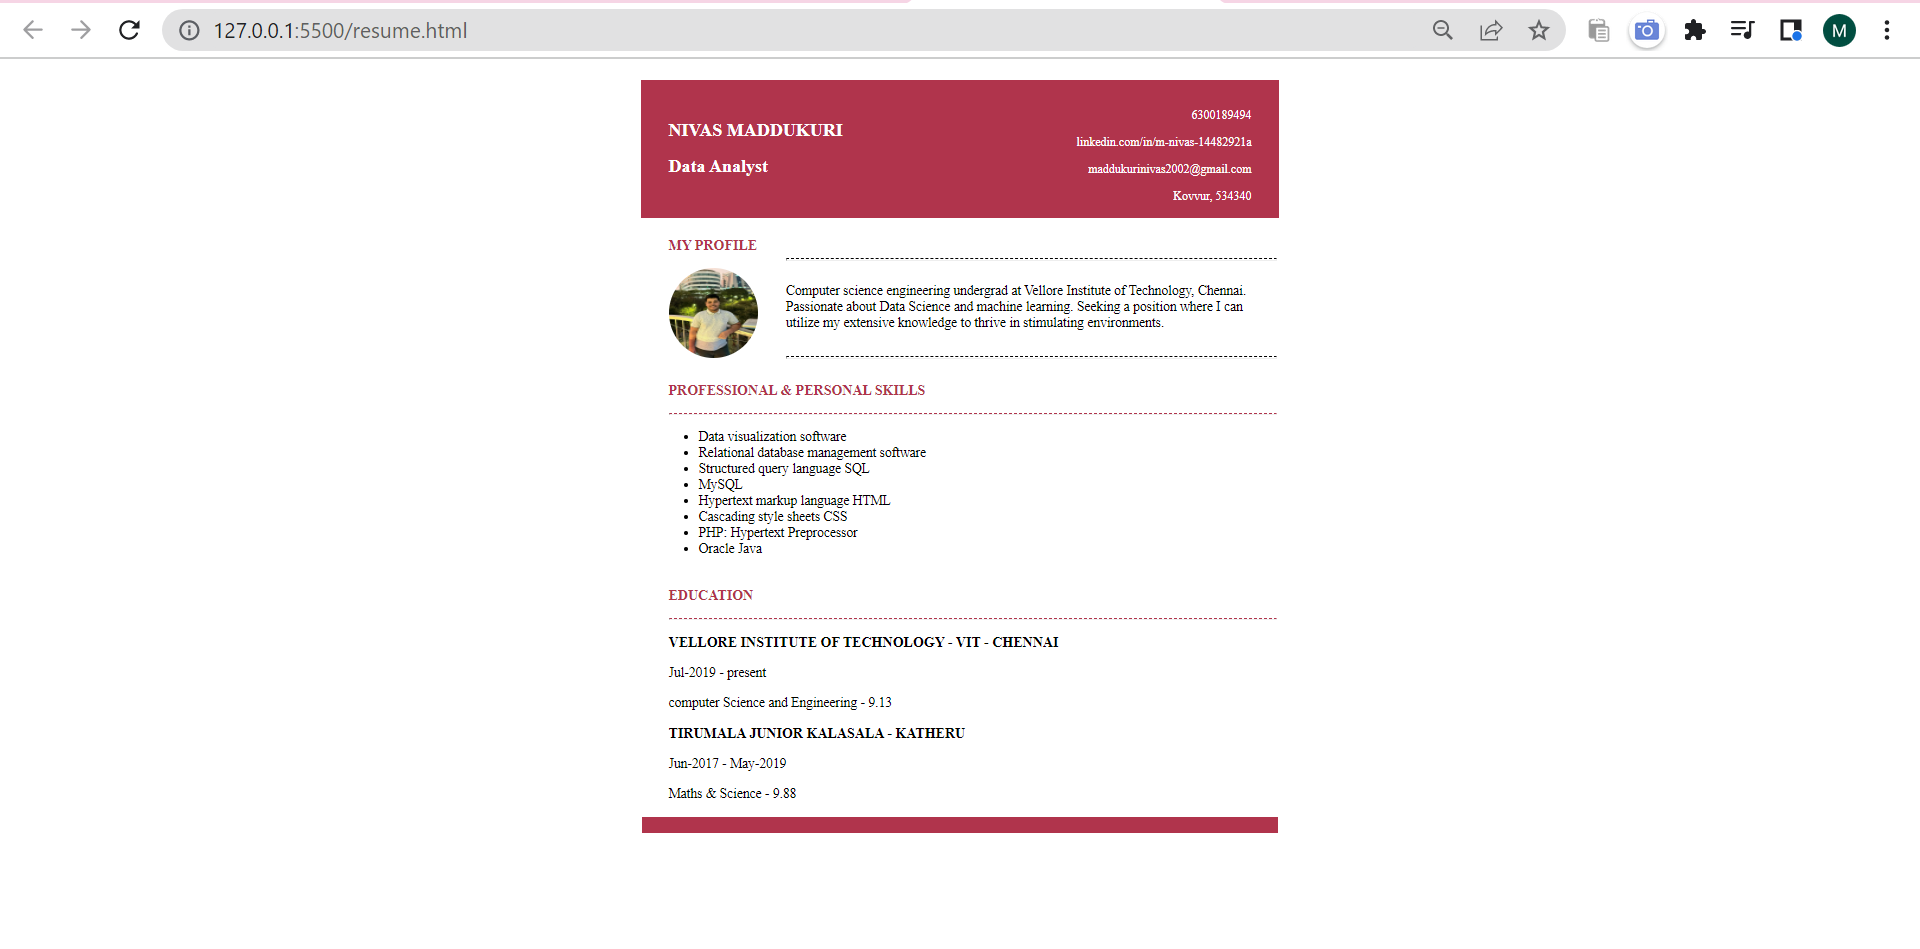 127.0.0.1:5500/resume.html
M
NIVAS MADDUKURI
Data Analyst
6300189494
linkedin.com/in/m-nivas-14482921a
maddukurinivas2002@gmail.com
Kovvur, 534340
MY PROFILE
Computer science engineering undergrad at Vellore Institute of Technology, Chennai.
Passionate about Data Science and machine learning. Seeking a position where I can
utilize my extensive knowledge to thrive in stimulating environments.
PROFESSIONAL & PERSONAL SKILLS
• Data visualization software
• Relational database management software
• Structured query language SQL
• MySQL
• Hypertext markup language HTML
• Cascading style sheets CSS
• PHP: Hypertext Preprocessor
• Oracle Java
EDUCATION
VELLORE INSTITUTE OF TECHNOLOGY - VIT - CHENNAI
Jul-2019 - present
computer Science and Engineering - 9.13
TIRUMALA JUNIOR KALASALA - KATHERU
Jun-2017 - May-2019
Maths & Science - 9.88